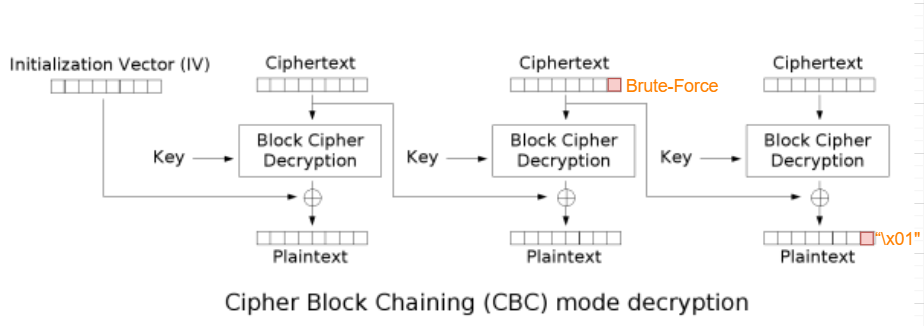 Initialization Vector (IV)
Ciphertext
Ciphertext
Ciphertext
Brute-Force
Key
Block Cipher
Decryption
Key
Block Cipher
Decryption
Key
Block Cipher
Decryption
"\x01"
Plaintext
Plaintext
Plaintext
Cipher Block Chaining (CBC) mode decryption